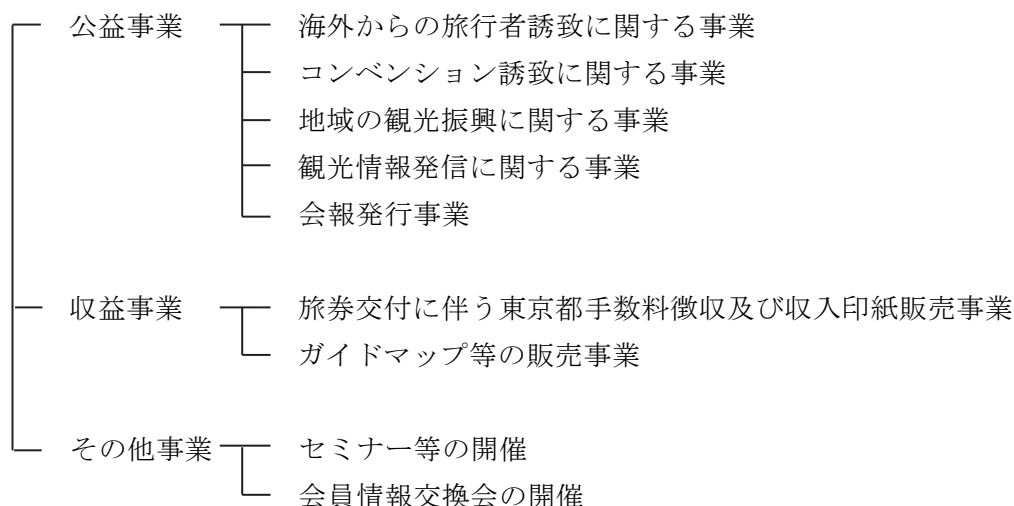 公益事業 海外からの旅行者誘致に関する事業
コンベンション誘致に関する事業
地域の観光振興に関する事業
観光情報発信に関する事業
会報発行事業
収益事業 旅券交付に伴う東京都手数料徴収及び収入印紙販売事業
ガイドマップ等の販売事業
その他事業 セミナー等の開催
会員情報交換会の開催